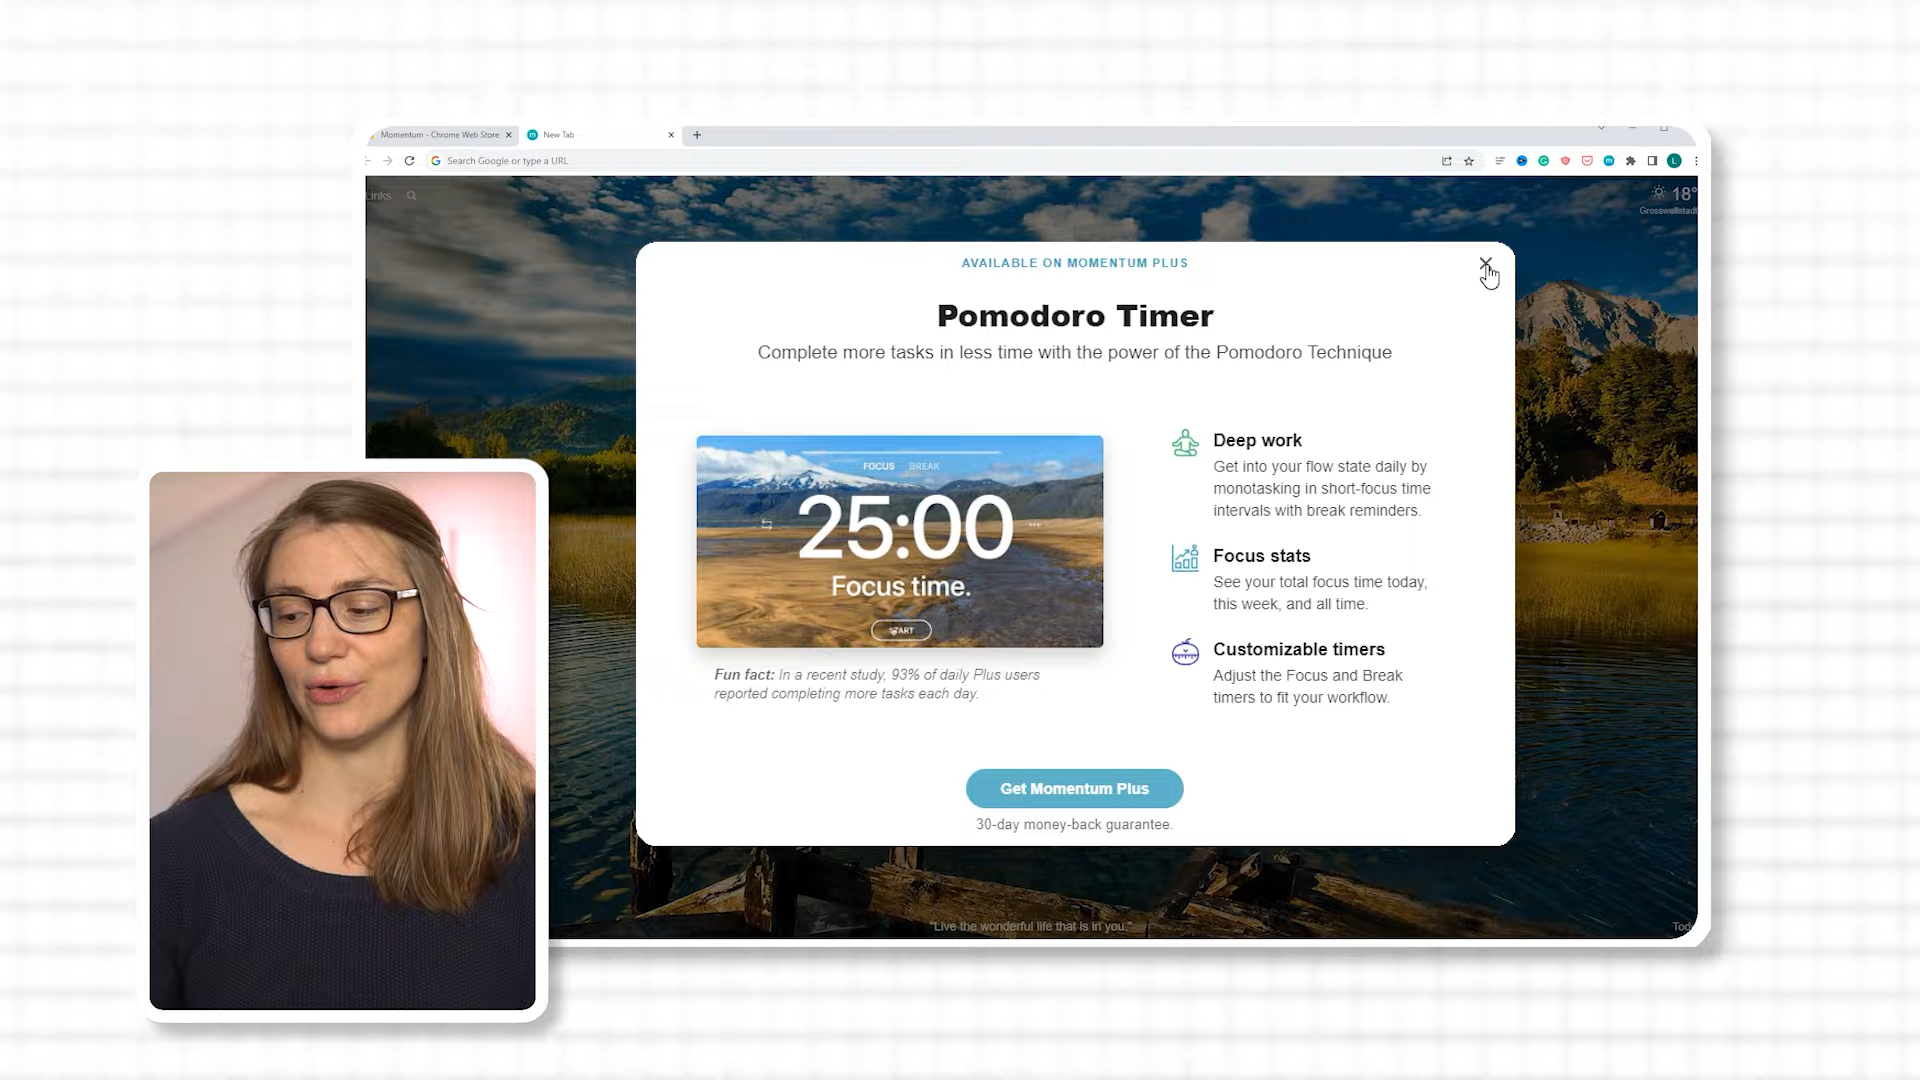 Momentum - Chrome Web Store
New Tab
Search Google or type a URL
Links
18°
Grosswallstadt
AVAILABLE ON MOMENTUM PLUS
Pomodoro Timer
Complete more tasks in less time with the power of the Pomodoro Technique
FOCUS BREAK
25:00
Focus time.
START
Fun fact: In a recent study, 93% of daily Plus users
reported completing more tasks each day.
Deep work
Get into your flow state daily by
monotasking in short-focus time
intervals with break reminders.
Focus stats
See your total focus time today,
this week, and all time.
Customizable timers
Adjust the Focus and Break
timers to fit your workflow.
Get Momentum Plus
30-day money-back guarantee.
"Live the wonderful life that is in you."
Tod